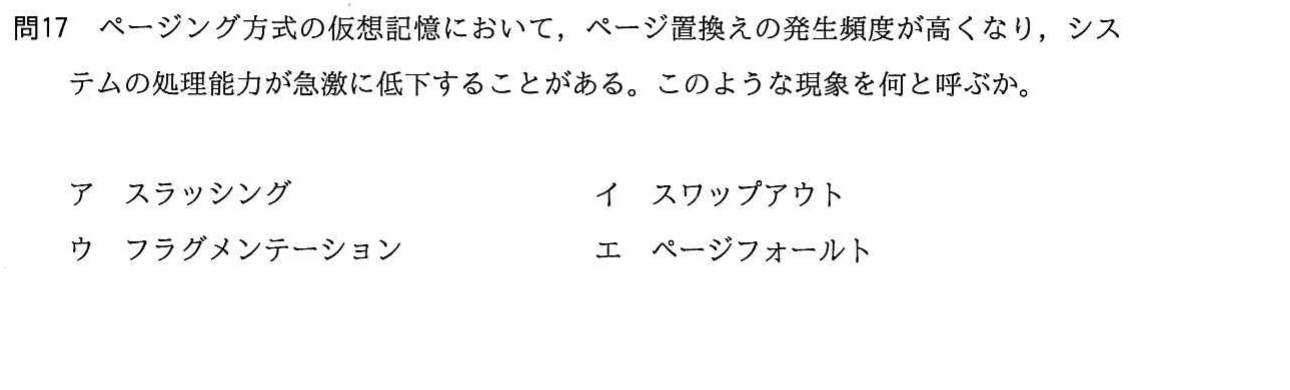 問17　ページング方式の仮想記憶において，ページ置換えの発生頻度が高くなり，シス
テムの処理能力が急激に低下することがある。このような現象を何と呼ぶか。
ア　スラッシング　イ　スワップアウト
ウ　フラグメンテーション　エ　ページフォールト